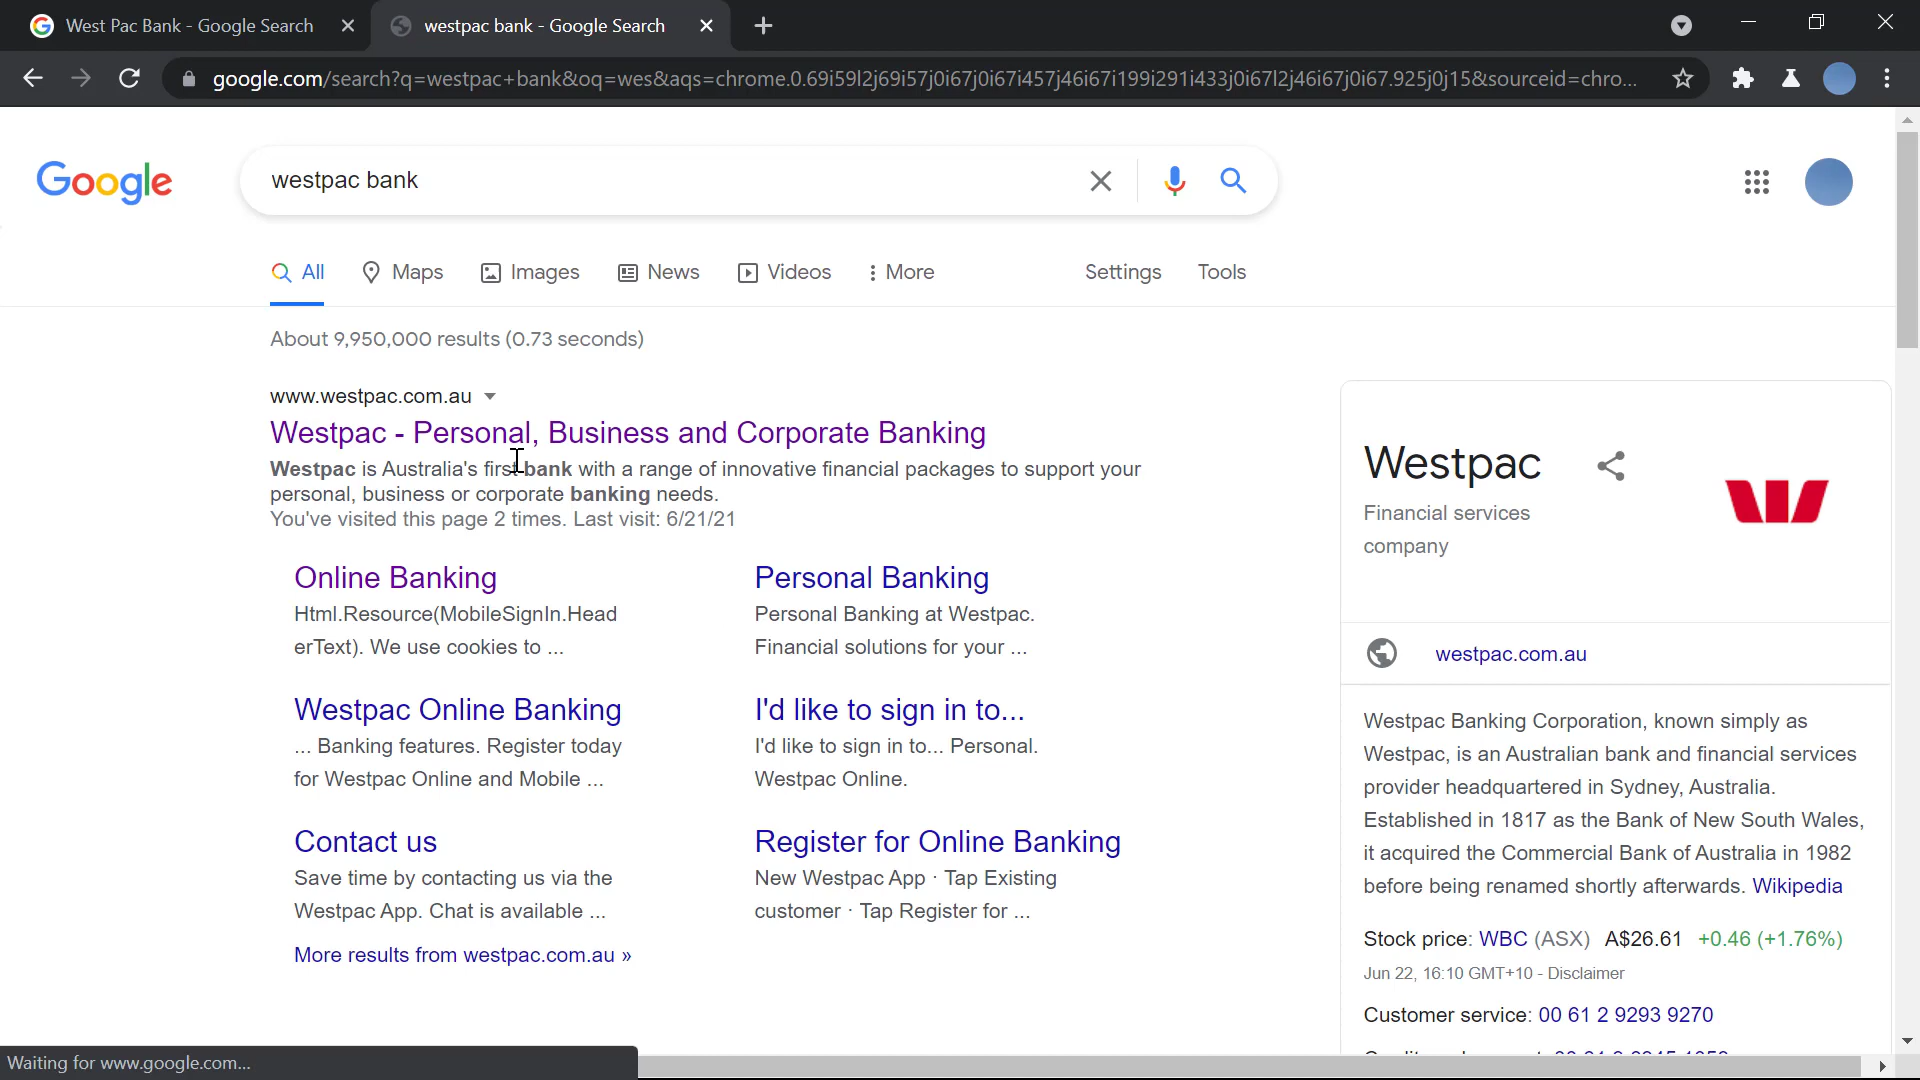 West Pac Bank - Google Search
westpac bank - Google Search
google.com/search?q=westpac+bank&oq=wes&aqs=chrome.0.69i59l2j69i57j0i67j0i67i457j46i67i199i291i433j0i67l2j46i67j0i67.925j0j15&sourceid=chro...
Google
westpac bank
All Maps Images News Videos More Settings Tools
About 9,950,000 results (0.73 seconds)
www.westpac.com.au
Westpac - Personal, Business and Corporate Banking
Westpac is Australia's first bank with a range of innovative financial packages to support your
personal, business or corporate banking needs.
You've visited this page 2 times. Last visit: 6/21/21
Online Banking
Html.Resource(MobileSignIn.Head
erText). We use cookies to ...
Personal Banking
Personal Banking at Westpac.
Financial solutions for your ...
Westpac Online Banking
... Banking features. Register today
for Westpac Online and Mobile ...
I'd like to sign in to...
I'd like to sign in to... Personal.
Westpac Online.
Contact us
Save time by contacting us via the
Westpac App. Chat is available ...
Register for Online Banking
New Westpac App · Tap Existing
customer · Tap Register for ...
More results from westpac.com.au »
Westpac
Financial services
company
westpac.com.au
Westpac Banking Corporation, known simply as
Westpac, is an Australian bank and financial services
provider headquartered in Sydney, Australia.
Established in 1817 as the Bank of New South Wales,
it acquired the Commercial Bank of Australia in 1982
before being renamed shortly afterwards. Wikipedia
Stock price: WBC (ASX) A$26.61 +0.46 (+1.76%)
Jun 22, 16:10 GMT+10 - Disclaimer
Customer service: 00 61 2 9293 9270
Waiting for www.google.com...